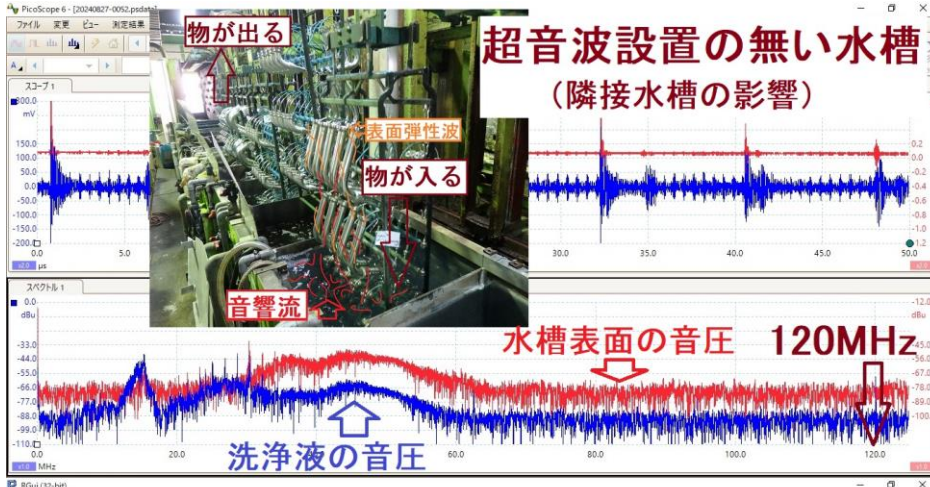 PicoScope 6 - [20240827-0052.psdata]
ファイル 変更 ビュー 測定結果
スコープ 1
物が出る
超音波設置の無い水槽
(隣接水槽の影響)
表面弾性波
物が入る
音響流
300.0
mV
150.0
100.0
50.0
0.0
-50.0
-100.0
-150.0
-200.0
0.2
0.0
-0.2
-0.4
-0.6
-0.8
-1.0
-1.2
0.0 5.0 30.0 35.0 40.0 45.0 50.0
x2.0 μs
スペクトル 1
0.0
dBu
-33.0
-44.0
-55.0
-66.0
-77.0
-88.0
-99.0
-110.0
-12.0
dBu
-45.0
水槽表面の音圧
120MHz
洗浄液の音圧
0.0 20.0 40.0 60.0 80.0 100.0 120.0
x1.0 MHz
RGui (32-bit)